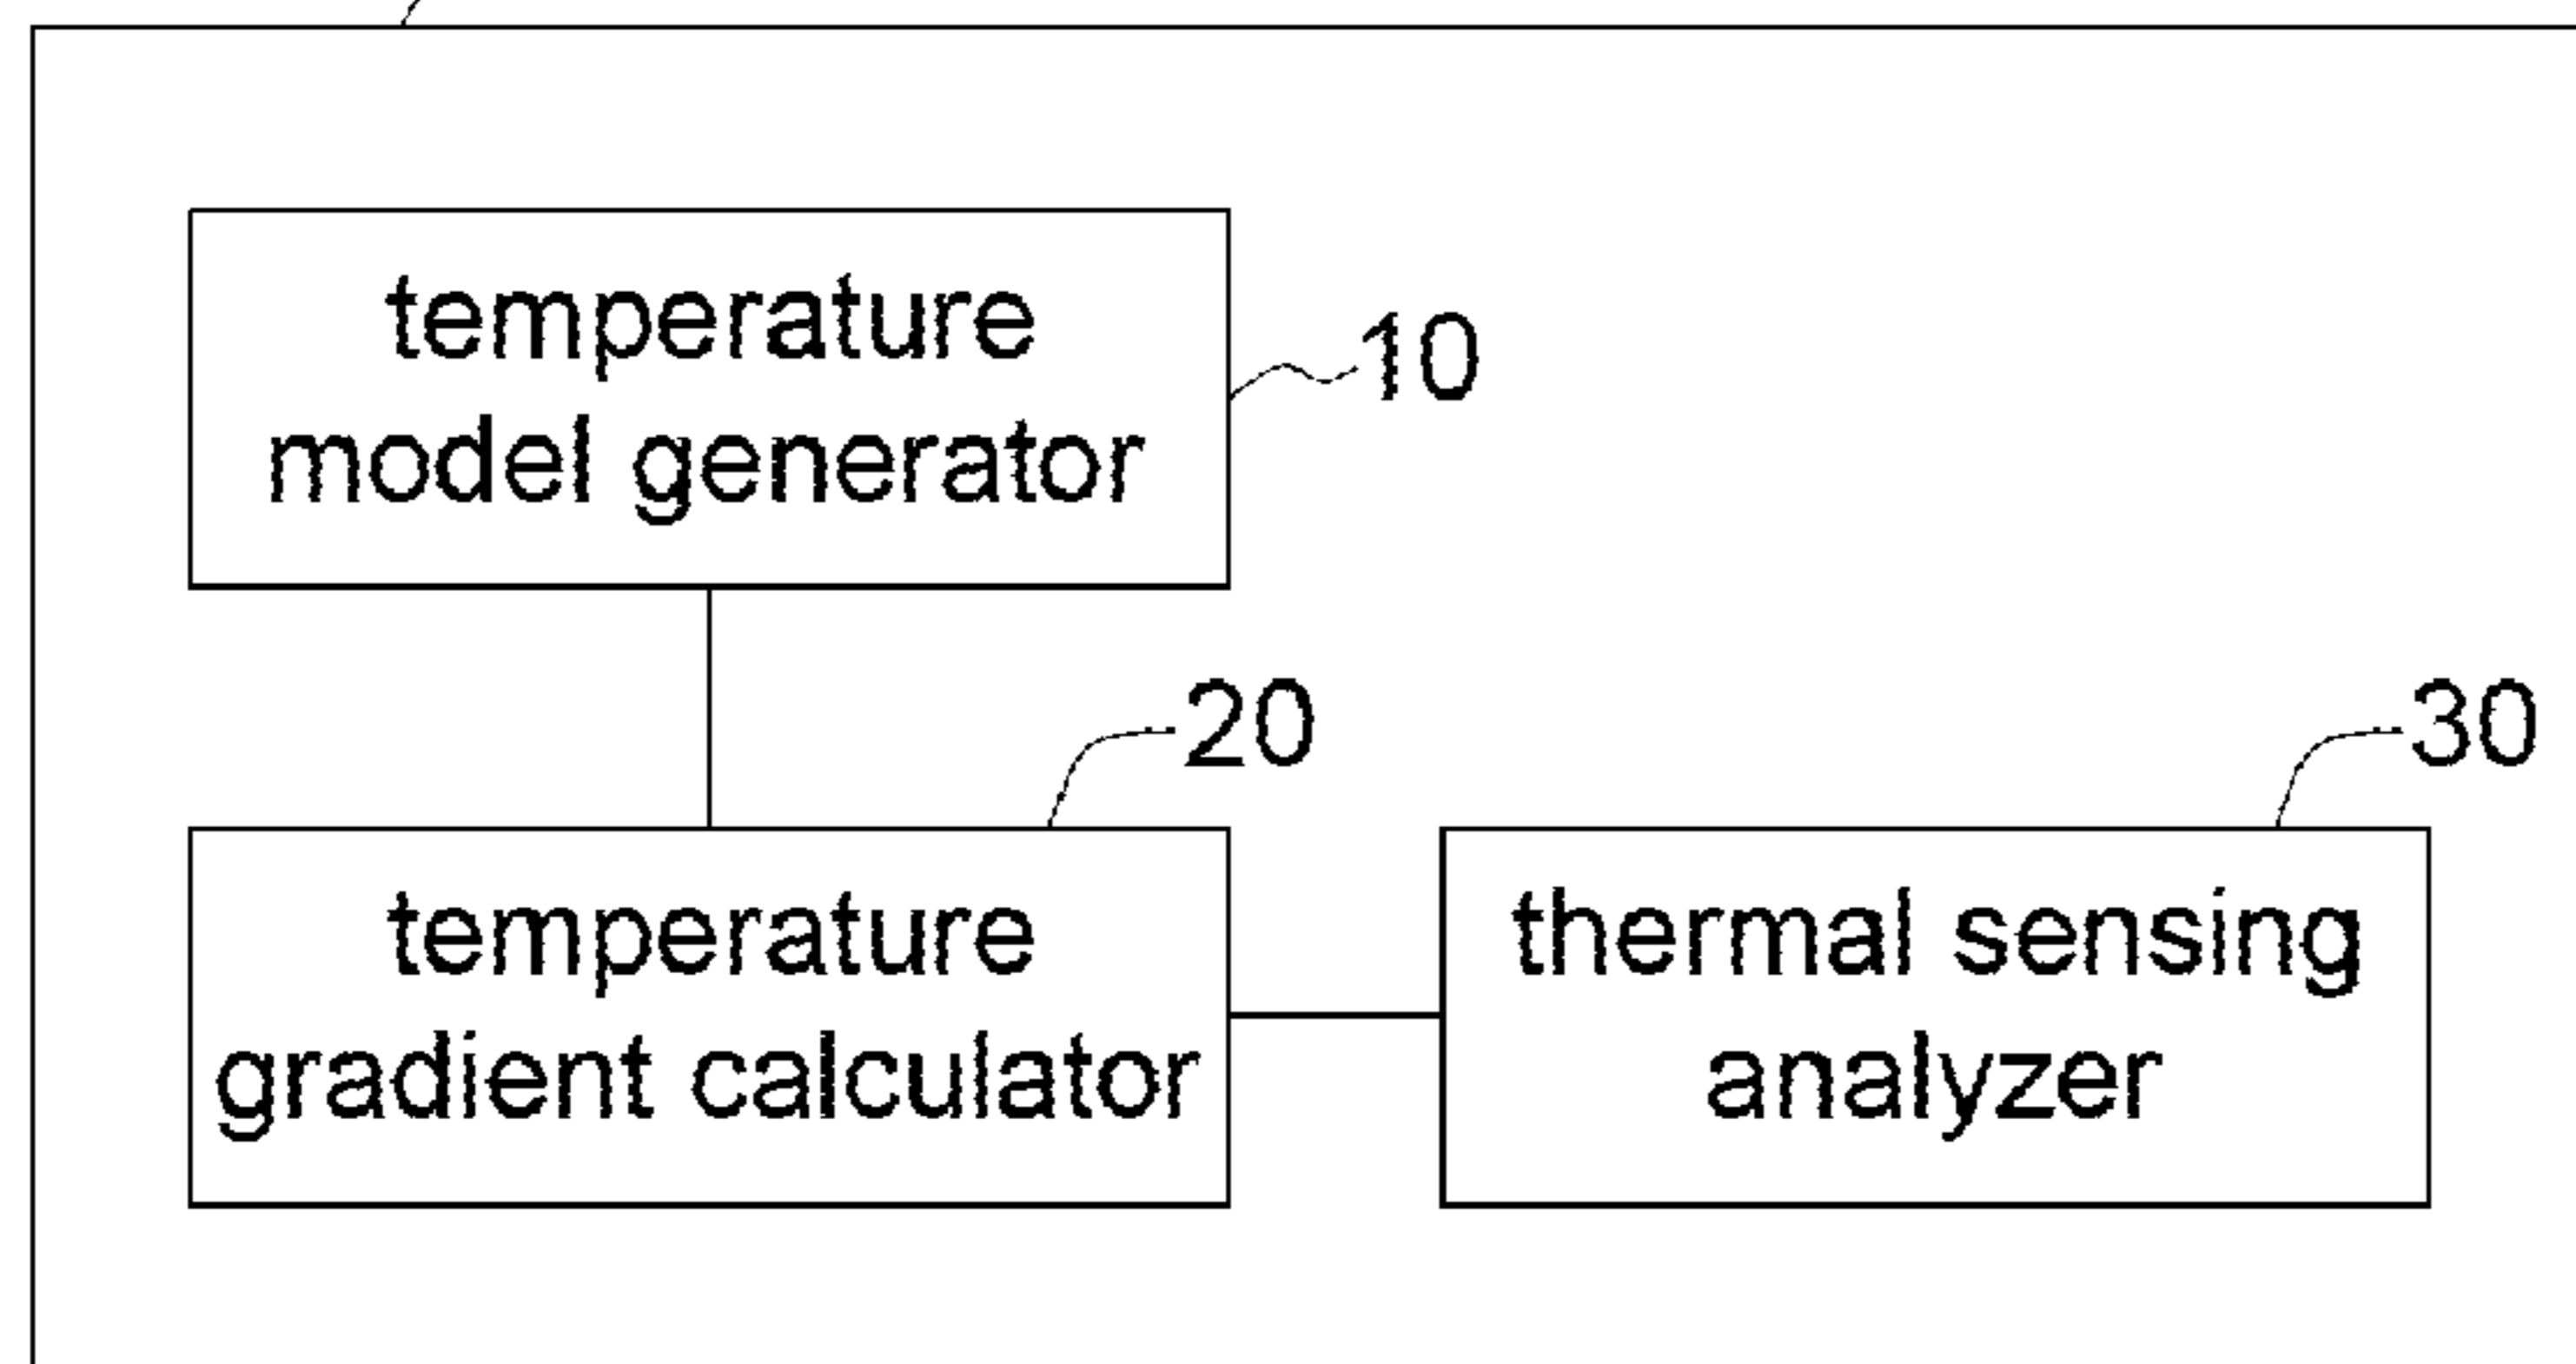 temperature
model generator
10
20
30
temperature
gradient calculator
thermal sensing
analyzer